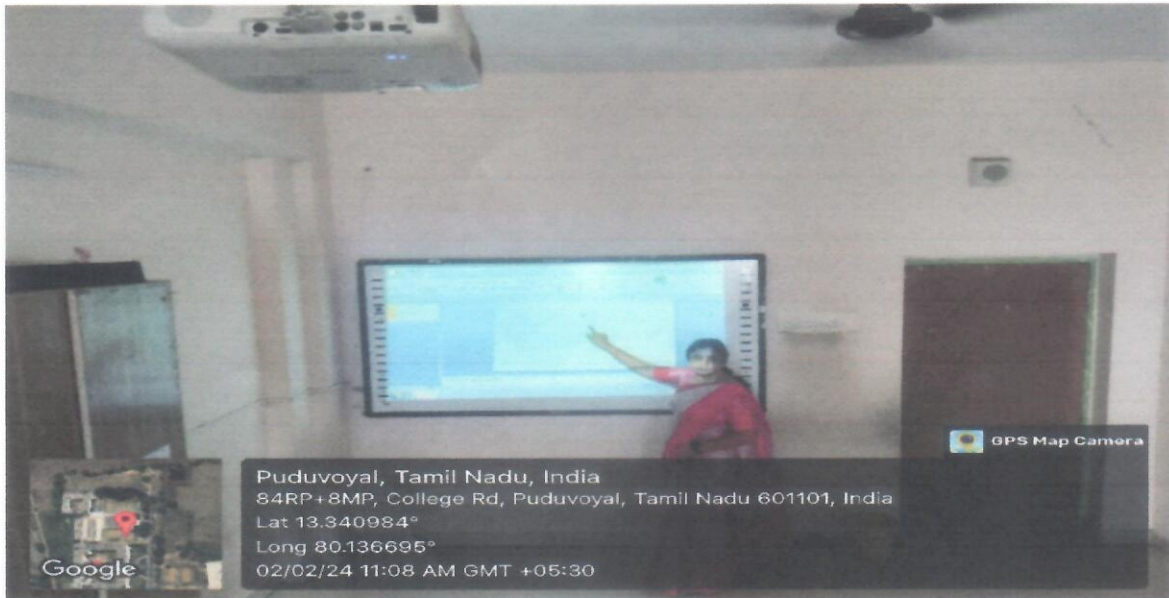 GPS Map Camera
Puduvoyal, Tamil Nadu, India
84RP+8MP, College Rd, Puduvoyal, Tamil Nadu 601101, India
Lat 13.340984°
Long 80.136695°
02/02/24 11:08 AM GMT +05:30
Google